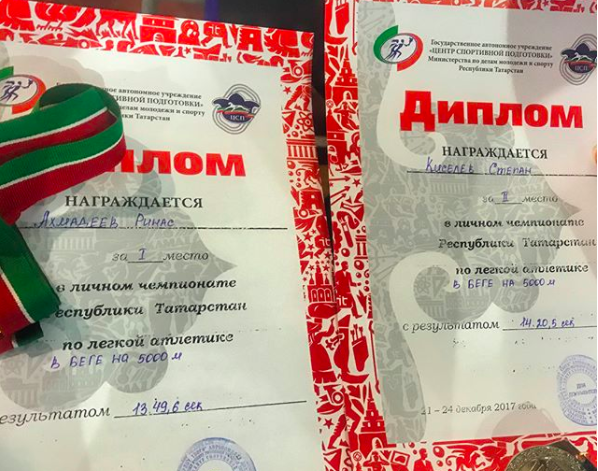 автономное учреждение
СПОРТИВНОЙ ПОДГОТОВКИ»
делам молодежи и спорту
Татарстан
ЦСП
ПЛОМ
НАГРАЖДАЕТСЯ
Ахмадеев Ринас
за I место
в личном чемпионате
Республики Татарстан
по легкой атлетике
В БЕГЕ НА 5000 м
результатом 13.49,6 сек
Государственное автономное учреждение
«ЦЕНТР СПОРТИВНОЙ ПОДГОТОВКИ»
Министерства по делам молодежи и спорту
Республики Татарстан
ЦСП
Диплом
НАГРАЖДАЕТСЯ
Киселев Степан
за II место
в личном чемпионате
Республики Татарстан
по легкой атлетике
В БЕГЕ НА 5000 м
с результатом 14.20,5 сек
21 – 24 декабря 2017 года